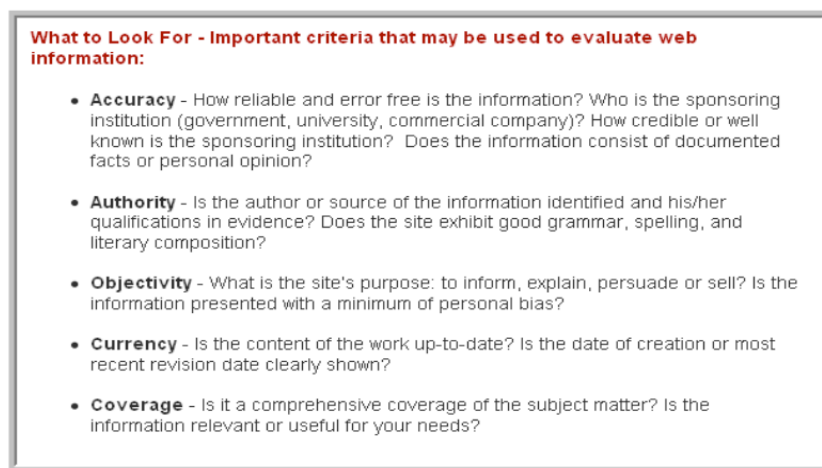 What to Look For - Important criteria that may be used to evaluate web
information:
• Accuracy - How reliable and error free is the information? Who is the sponsoring
institution (government, university, commercial company)? How credible or well
known is the sponsoring institution?  Does the information consist of documented
facts or personal opinion?
• Authority - Is the author or source of the information identified and his/her
qualifications in evidence? Does the site exhibit good grammar, spelling, and
literary composition?
• Objectivity - What is the site's purpose: to inform, explain, persuade or sell? Is the
information presented with a minimum of personal bias?
• Currency - Is the content of the work up-to-date? Is the date of creation or most
recent revision date clearly shown?
• Coverage - Is it a comprehensive coverage of the subject matter? Is the
information relevant or useful for your needs?